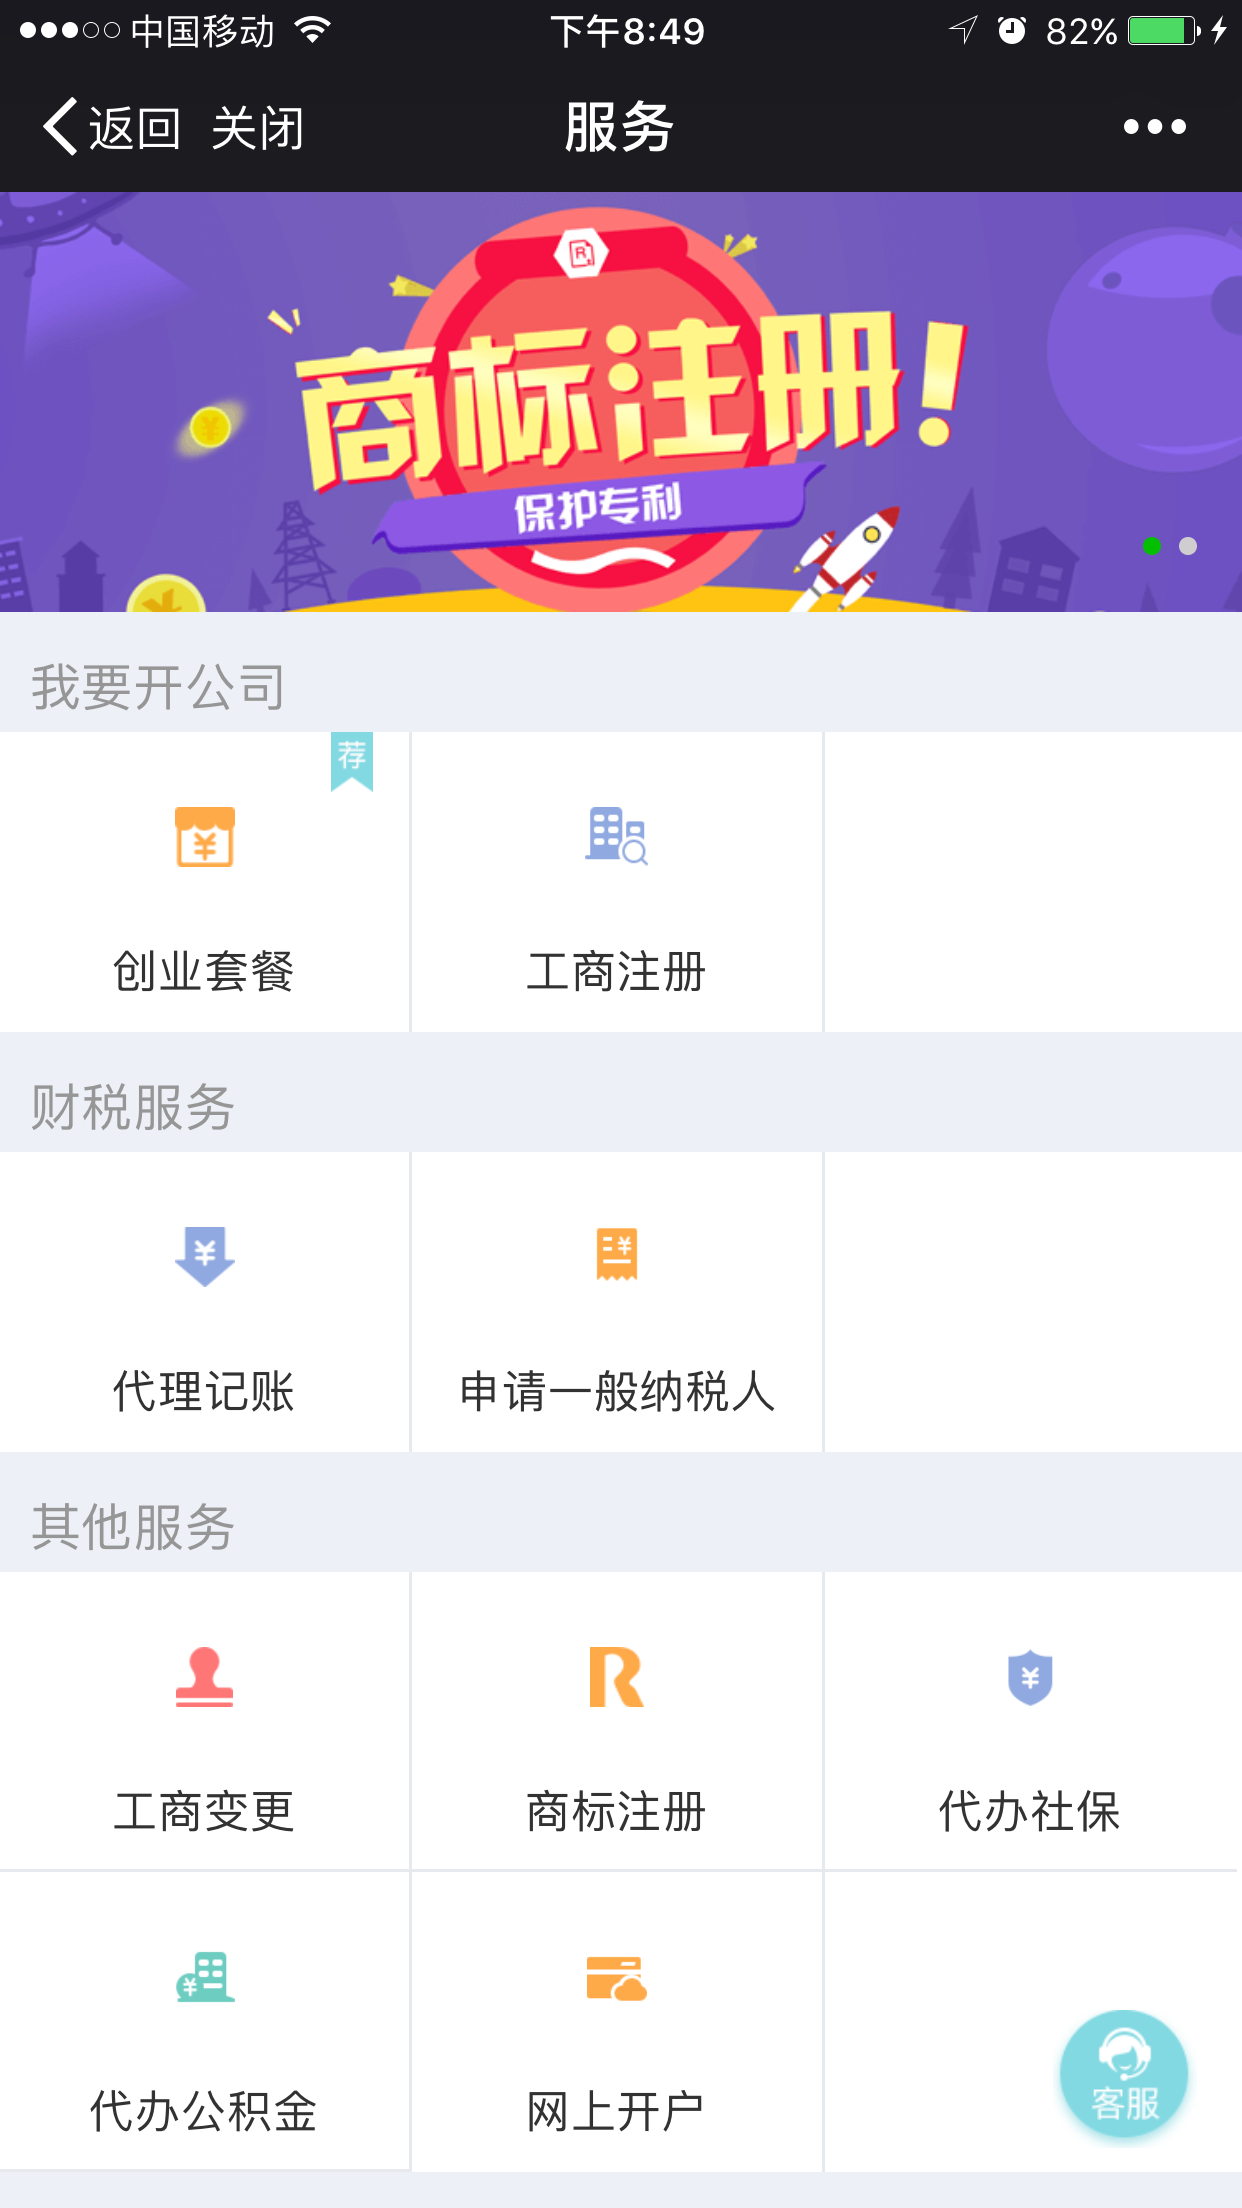 中国移动 下午8:49 82%
返回 关闭 服务
R
商标注册!
保护专利
我要开公司
荐
创业套餐 工商注册
财税服务
代理记账 申请一般纳税人
其他服务
工商变更 商标注册 代办社保
代办公积金 网上开户
客服